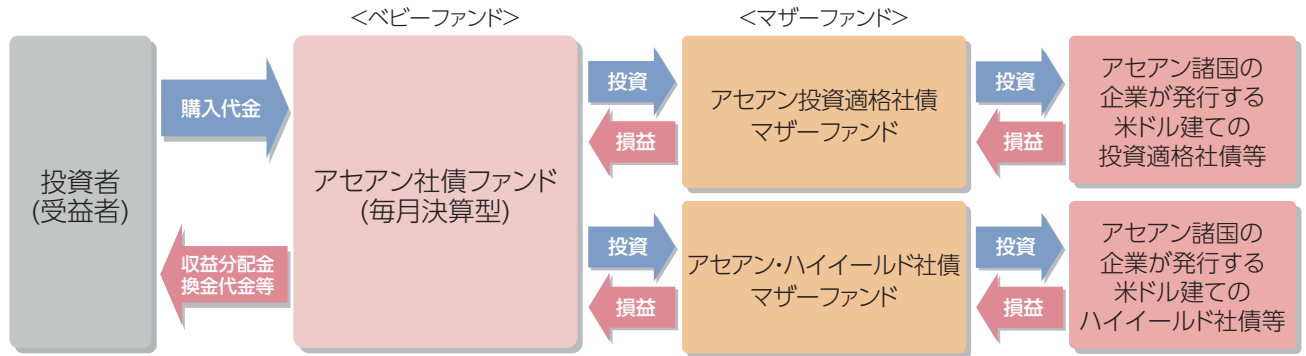 <ベビーファンド>
<マザーファンド>
投資者
(受益者)
購入代金
収益分配金
換金代金等
アセアン社債ファンド
(毎月決算型)
投資
損益
アセアン投資適格社債
マザーファンド
投資
損益
アセアン諸国の
企業が発行する
米ドル建ての
投資適格社債等
投資
損益
アセアン・ハイイールド社債
マザーファンド
投資
損益
アセアン諸国の
企業が発行する
米ドル建ての
ハイイールド社債等